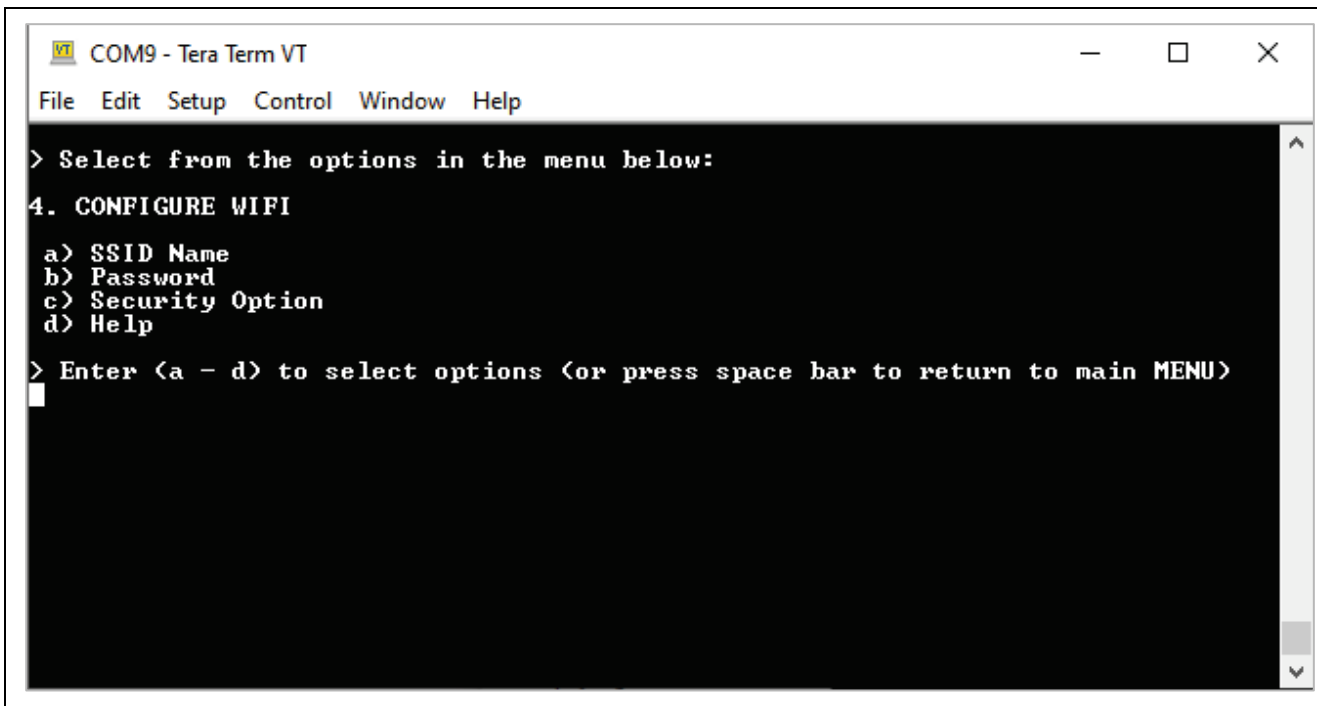 VT COM9 - Tera Term VT
File Edit Setup Control Window Help
> Select from the options in the menu below:
4. CONFIGURE WIFI
a) SSID Name
b) Password
c) Security Option
d) Help
> Enter (a - d) to select options (or press space bar to return to main MENU)